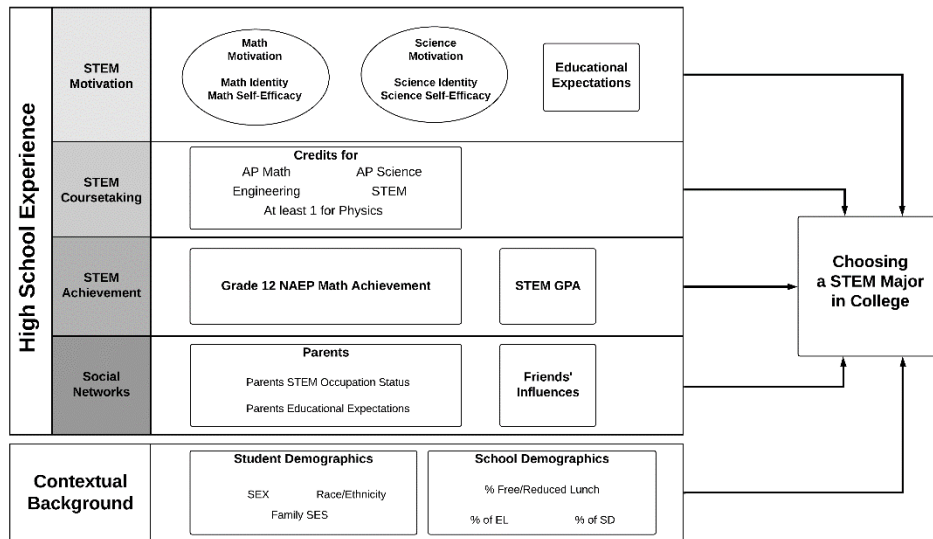 High School Experience
STEM
Motivation
Math
Motivation
Math Identity
Math Self-Efficacy
Science
Motivation
Science Identity
Science Self-Efficacy
Educational
Expectations
STEM
Coursetaking
Credits for
AP Math AP Science
Engineering STEM
At least 1 for Physics
STEM
Achievement
Grade 12 NAEP Math Achievement
STEM GPA
Social
Networks
Parents
Parents STEM Occupation Status
Parents Educational Expectations
Friends'
Influences
Contextual
Background
Student Demographics
SEX Race/Ethnicity
Family SES
School Demographics
% Free/Reduced Lunch
% of EL % of SD
Choosing
a STEM Major
in College